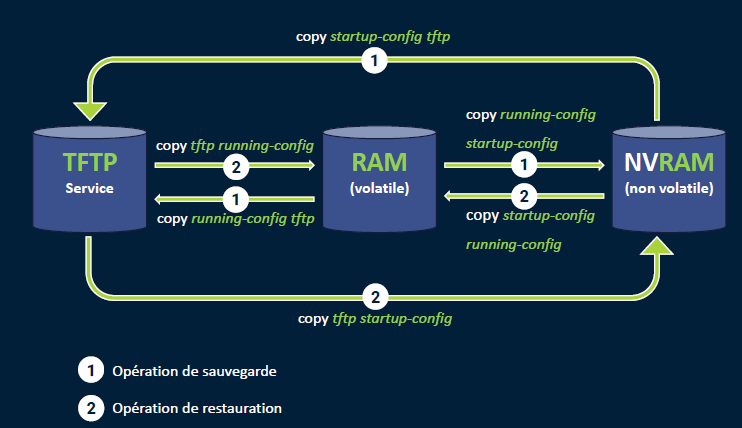 copy startup-config tftp
1
TFTP
Service
copy tftp running-config
2
1
copy running-config tftp
RAM
(volatile)
copy running-config
startup-config
1
2
copy startup-config
running-config
NVRAM
(non volatile)
2
copy tftp startup-config
1 Opération de sauvegarde
2 Opération de restauration